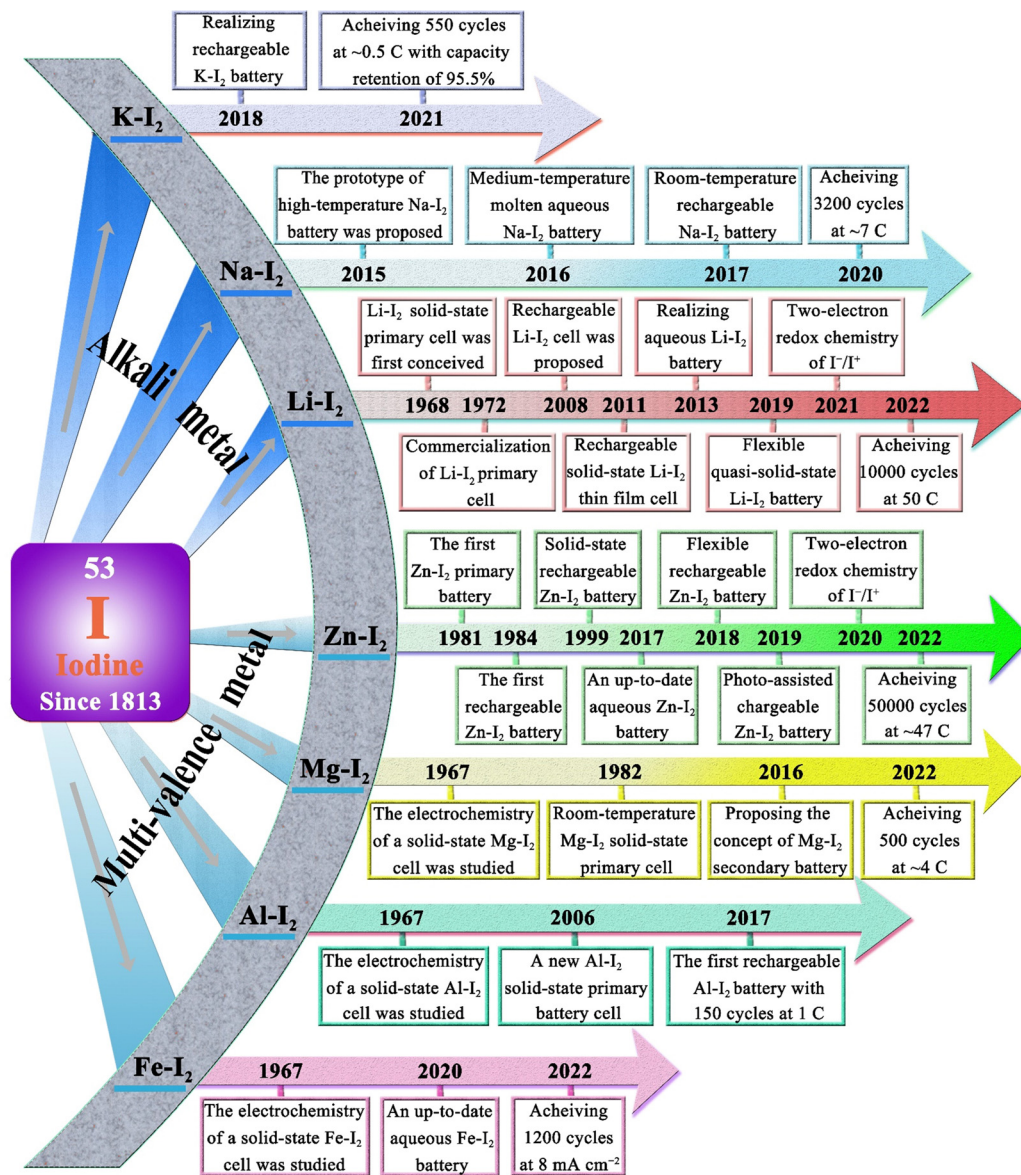 Realizing
rechargeable
K-I₂ battery
Acheiving 550 cycles
at ~0.5 C with capacity
retention of 95.5%
K-I₂
2018
2021
The prototype of
high-temperature Na-I₂
battery was proposed
Medium-temperature
molten aqueous
Na-I₂ battery
Room-temperature
rechargeable
Na-I₂ battery
Acheiving
3200 cycles
at ~7 C
Na-I₂
2015
2016
2017
2020
Li-I₂ solid-state
primary cell was
first conceived
Rechargeable
Li-I₂ cell was
proposed
Realizing
aqueous Li-I₂
battery
Two-electron
redox chemistry
of I⁻/I⁺
Alkali metal
Li-I₂
1968
1972
2008
2011
2013
2019
2021
2022
Commercialization
of Li-I₂ primary
cell
Rechargeable
solid-state Li-I₂
thin film cell
Flexible
quasi-solid-state
Li-I₂ battery
Acheiving
10000 cycles
at 50 C
53
I
Iodine
Since 1813
The first
Zn-I₂ primary
battery
Solid-state
rechargeable
Zn-I₂ battery
Flexible
rechargeable
Zn-I₂ battery
Two-electron
redox chemistry
of I⁻/I⁺
Zn-I₂
1981
1984
1999
2017
2018
2019
2020
2022
The first
rechargeable
Zn-I₂ battery
An up-to-date
aqueous Zn-I₂
battery
Photo-assisted
chargeable
Zn-I₂ battery
Acheiving
50000 cycles
at ~47 C
Multi-valence metal
Mg-I₂
1967
1982
2016
2022
The electrochemistry
of a solid-state Mg-I₂
cell was studied
Room-temperature
Mg-I₂ solid-state
primary cell
Proposing the
concept of Mg-I₂
secondary battery
Acheiving
500 cycles
at ~4 C
Al-I₂
1967
2006
2017
The electrochemistry
of a solid-state Al-I₂
cell was studied
A new Al-I₂
solid-state primary
battery cell
The first rechargeable
Al-I₂ battery with
150 cycles at 1 C
Fe-I₂
1967
2020
2022
The electrochemistry
of a solid-state Fe-I₂
cell was studied
An up-to-date
aqueous Fe-I₂
battery
Acheiving
1200 cycles
at 8 mA cm⁻²